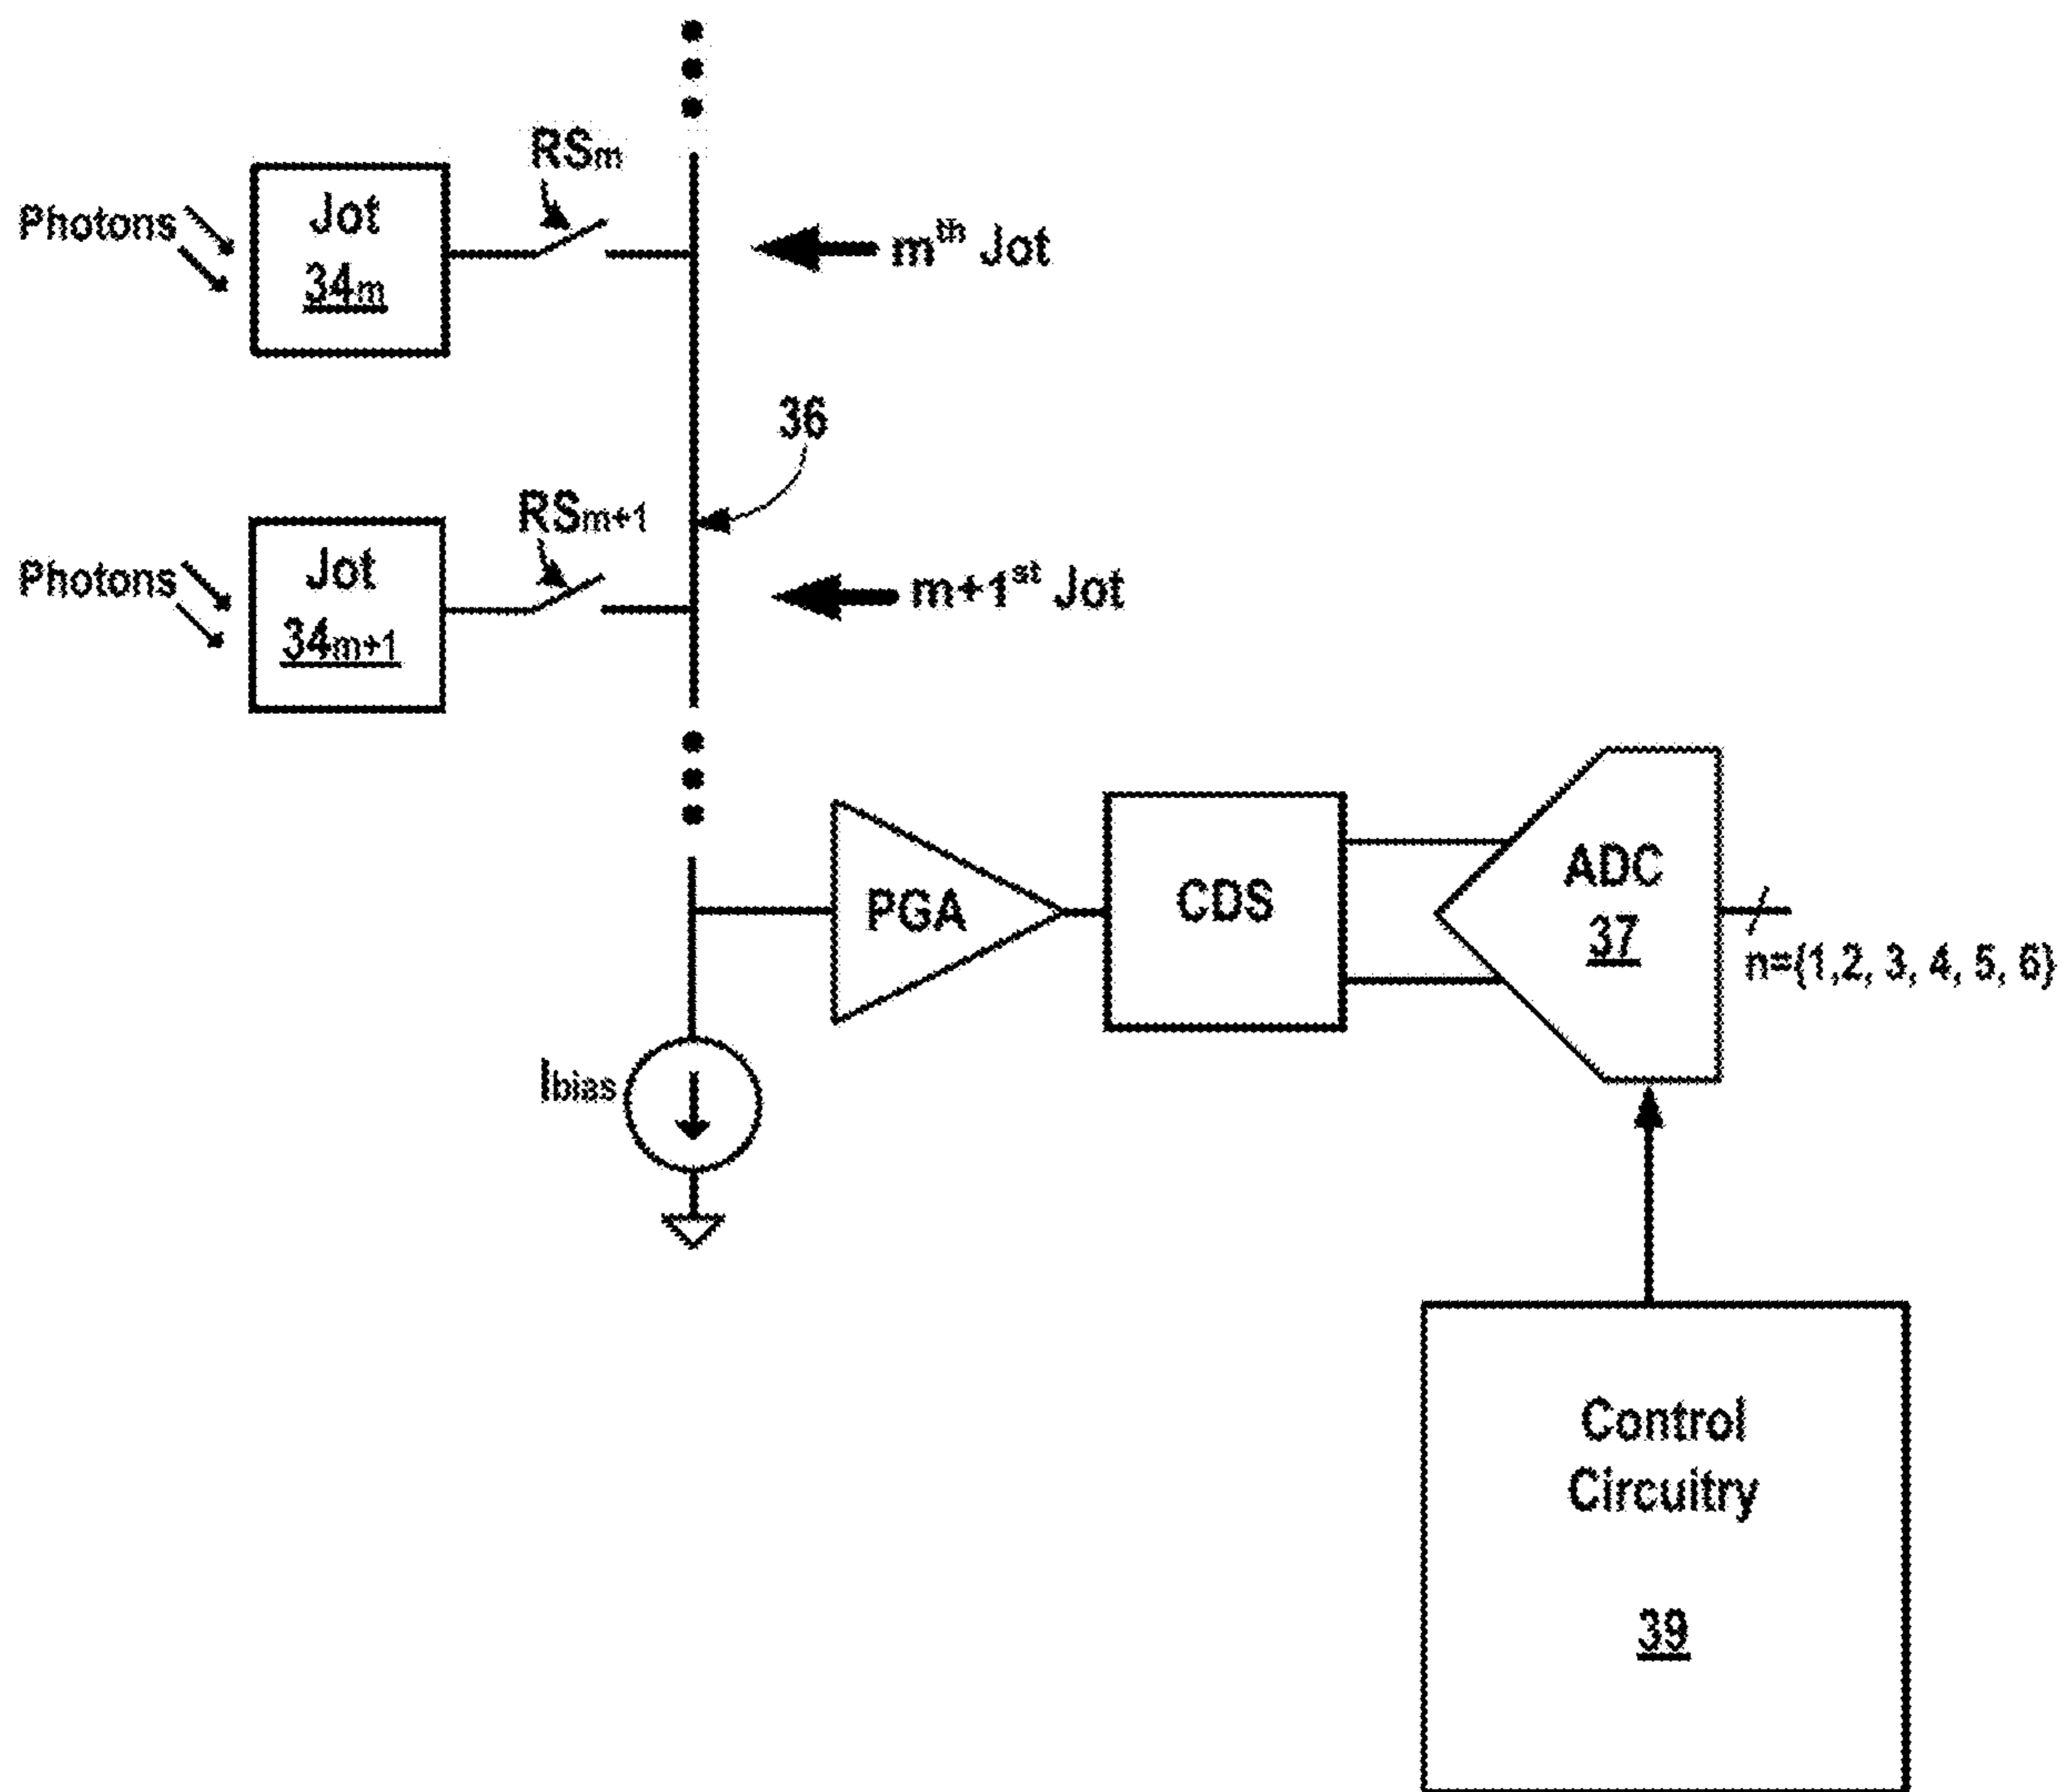 RSm
Photons
Jot
34m
mth Jot
36
RSm+1
Photons
Jot
34m+1
m+1st Jot
PGA
CDS
ADC
37
n={1,2, 3, 4, 5, 6}
Ibias
Control
Circuitry
39